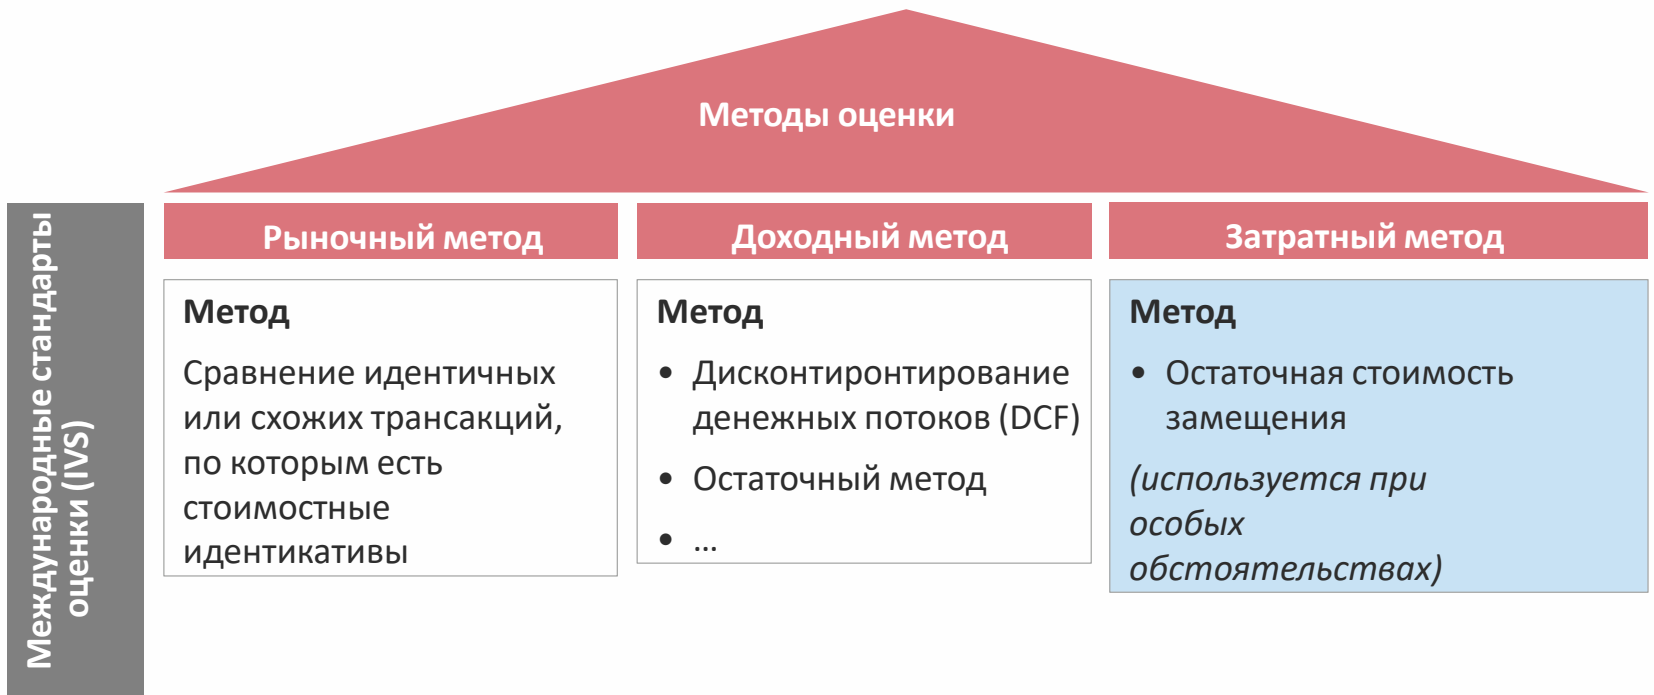 Методы оценки
Международные стандарты
оценки (IVS)
Рыночный метод
Доходный метод
Затратный метод
Метод
Сравнение идентичных
или схожих трансакций,
по которым есть
стоимостные
идентикативы
Метод
• Дисконтиронтирование
денежных потоков (DCF)
• Остаточный метод
• ...
Метод
• Остаточная стоимость
замещения
(используется при
особых
обстоятельствах)